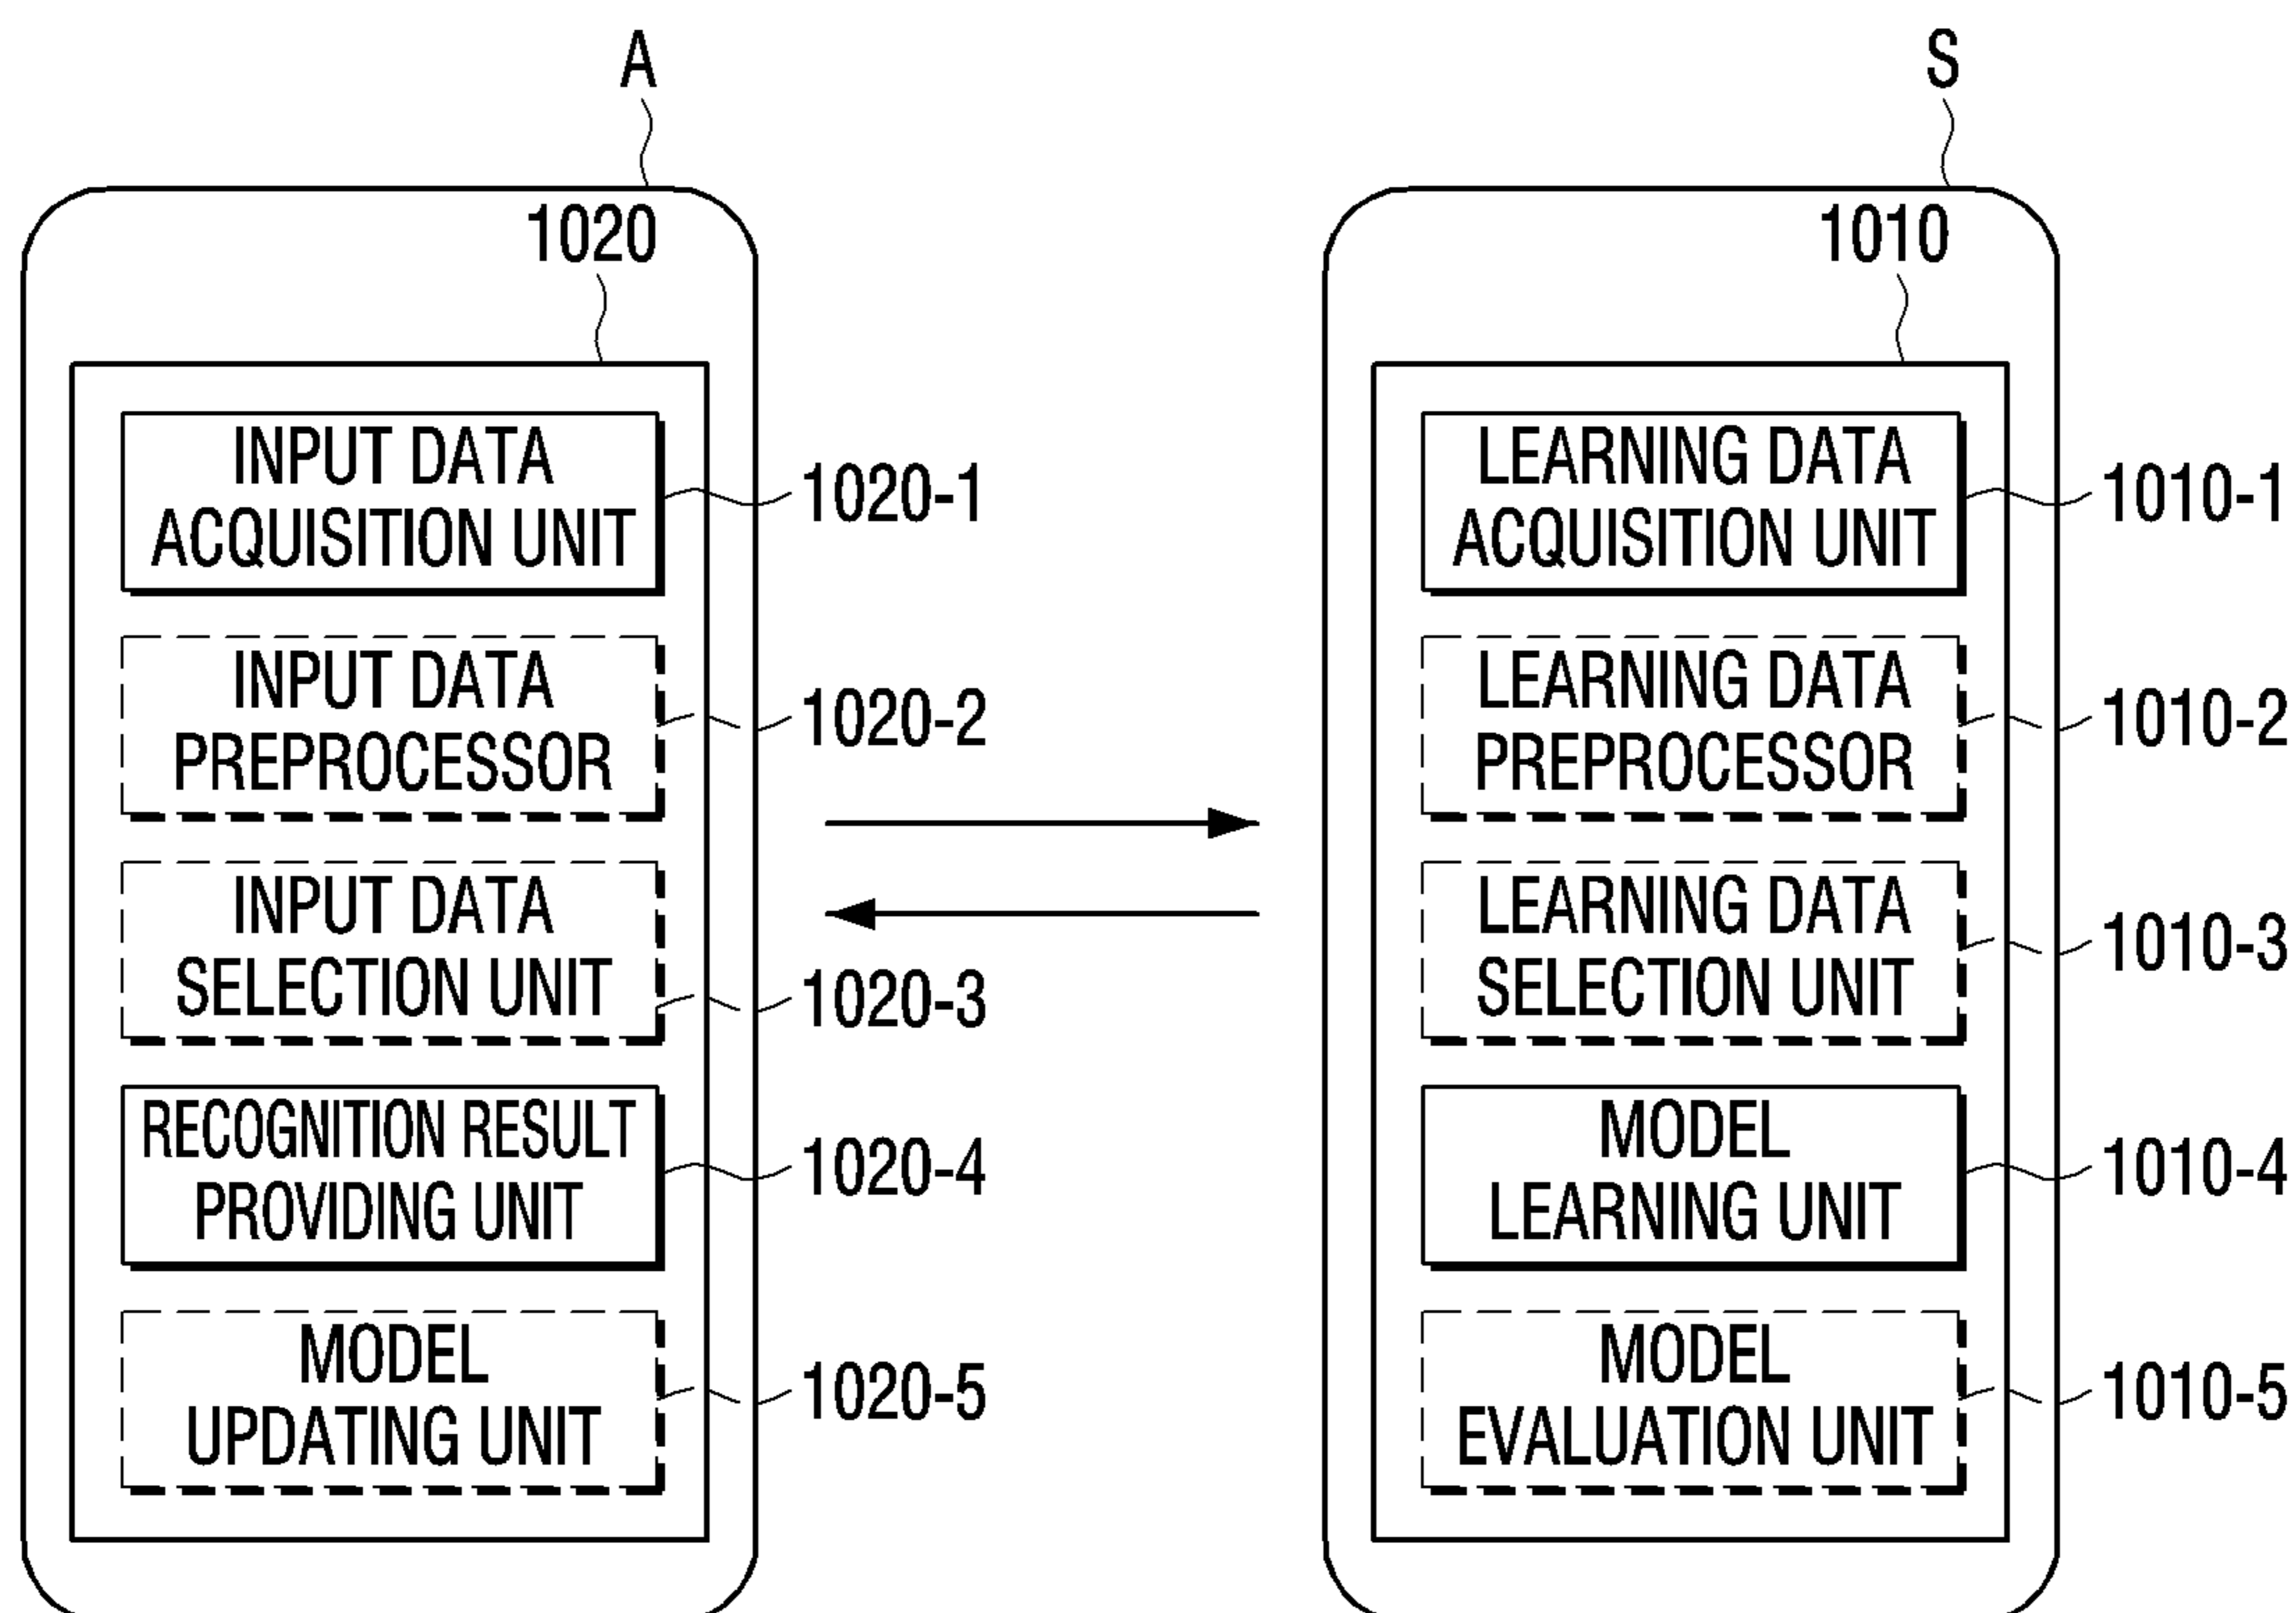 A
1020
INPUT DATA
ACQUISITION UNIT
1020-1
INPUT DATA
PREPROCESSOR
1020-2
INPUT DATA
SELECTION UNIT
1020-3
RECOGNITION RESULT
PROVIDING UNIT
1020-4
MODEL
UPDATING UNIT
1020-5
S
1010
LEARNING DATA
ACQUISITION UNIT
1010-1
LEARNING DATA
PREPROCESSOR
1010-2
LEARNING DATA
SELECTION UNIT
1010-3
MODEL
LEARNING UNIT
1010-4
MODEL
EVALUATION UNIT
1010-5